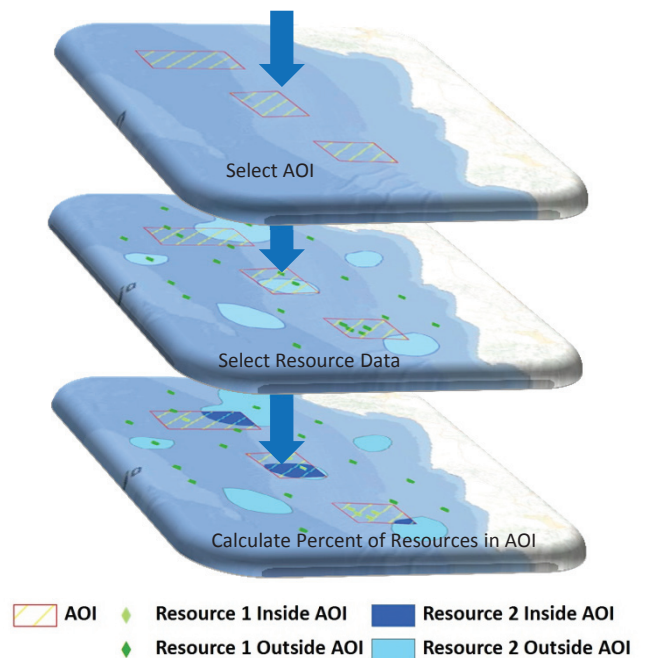 Select AOI
Select Resource Data
Calculate Percent of Resources in AOI
AOI
Resource 1 Inside AOI
Resource 2 Inside AOI
Resource 1 Outside AOI
Resource 2 Outside AOI